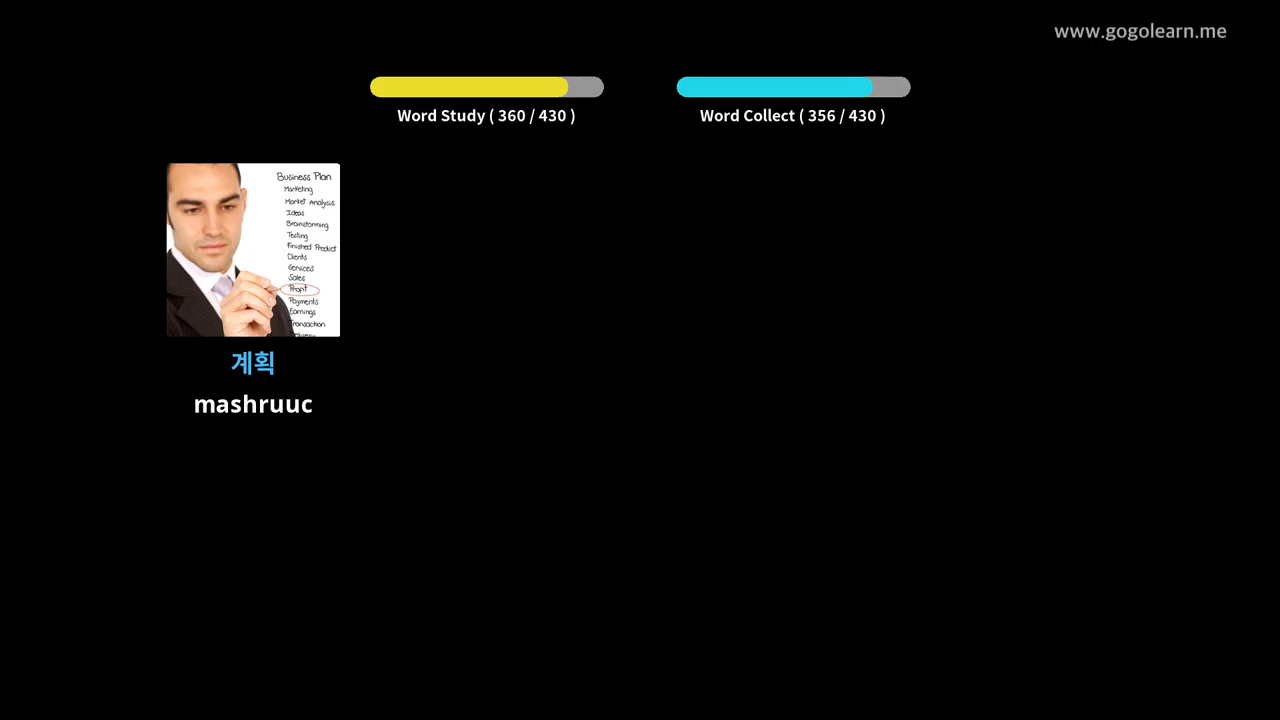 www.gogolearn.me
Word Study ( 360 / 430 )
Word Collect ( 356 / 430 )
Business Plan
Marketing
Market Analysis
Ideas
Brainstorming
Testing
Finished Product
Clients
Services
Sales
Profit
Payments
Earnings
Transaction
계획
mashruuc